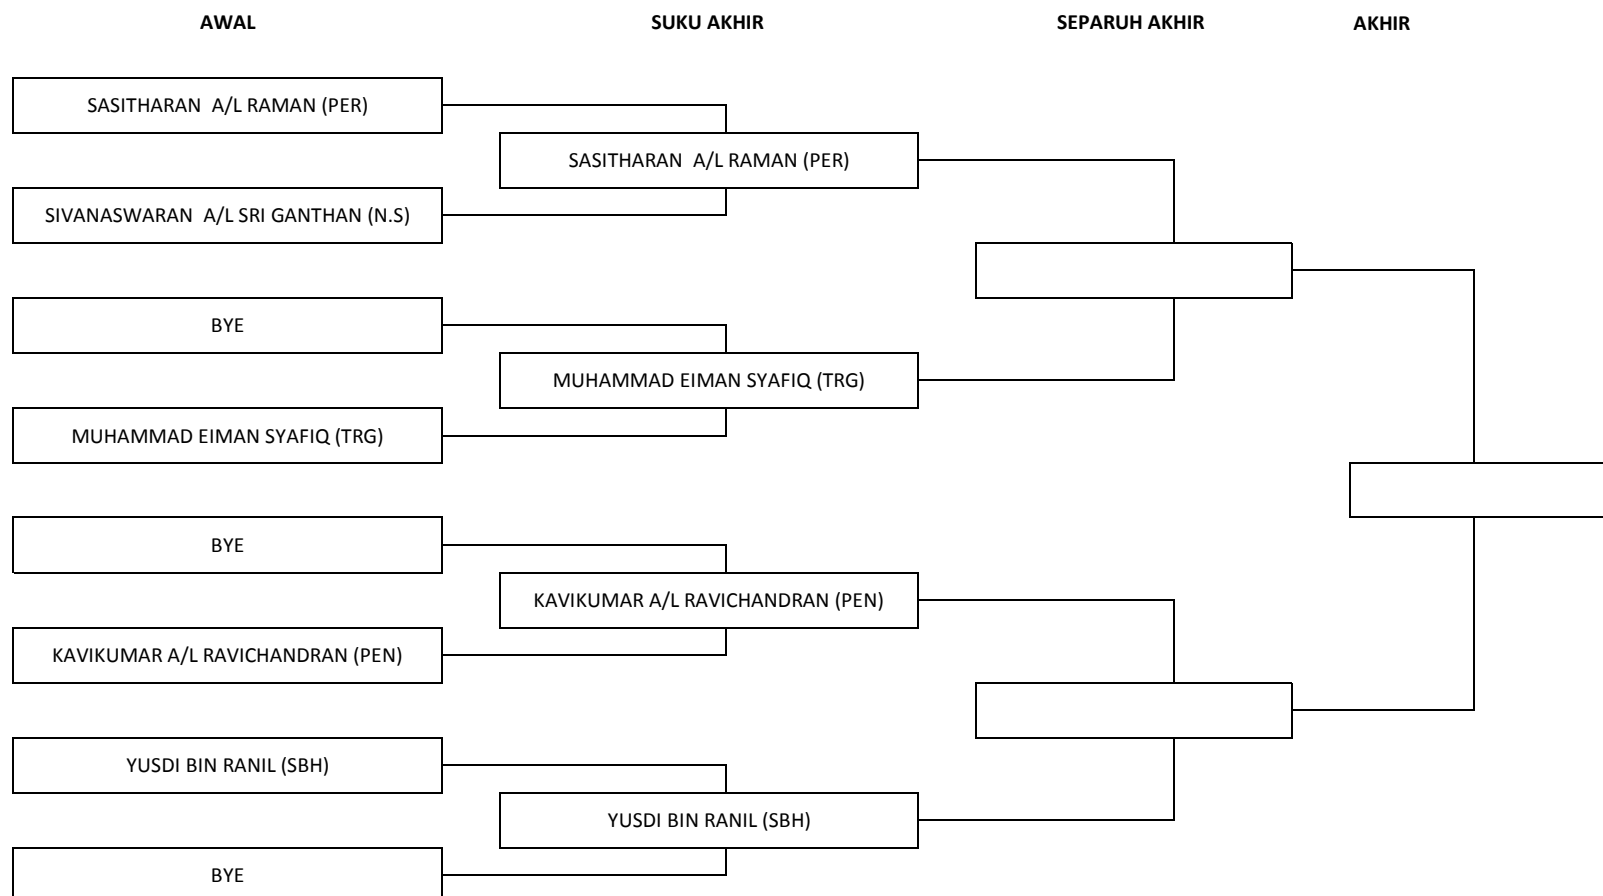 AWAL
SUKU AKHIR
SEPARUH AKHIR
AKHIR
SASITHARAN  A/L RAMAN (PER)
SASITHARAN  A/L RAMAN (PER)
SIVANASWARAN  A/L SRI GANTHAN (N.S)
BYE
MUHAMMAD EIMAN SYAFIQ (TRG)
MUHAMMAD EIMAN SYAFIQ (TRG)
BYE
KAVIKUMAR A/L RAVICHANDRAN (PEN)
KAVIKUMAR A/L RAVICHANDRAN (PEN)
YUSDI BIN RANIL (SBH)
YUSDI BIN RANIL (SBH)
BYE